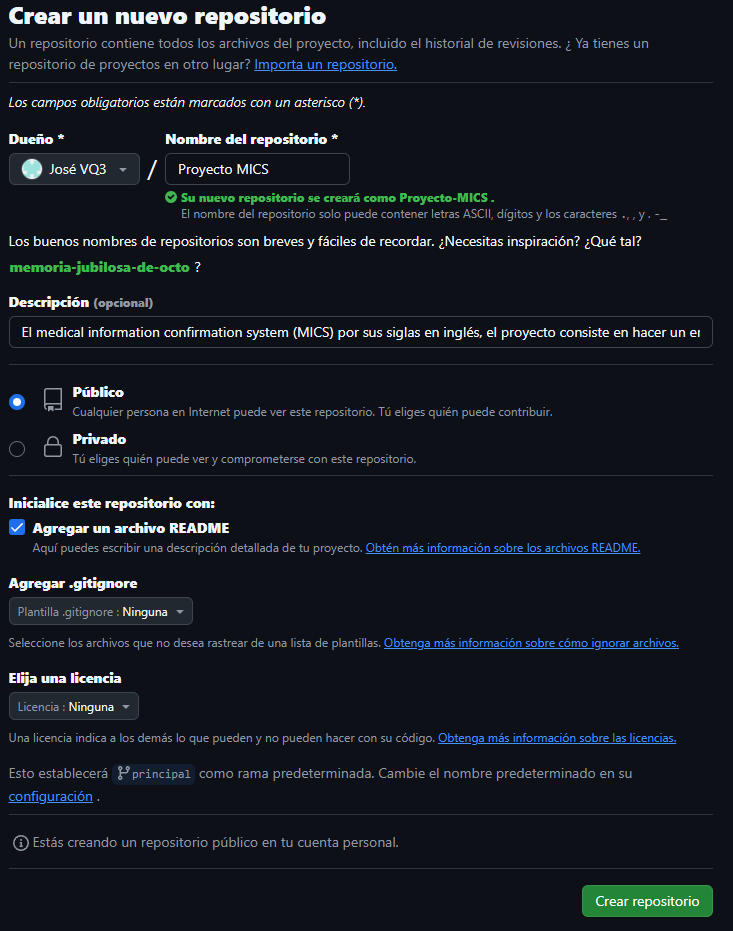 Crear un nuevo repositorio
Un repositorio contiene todos los archivos del proyecto, incluido el historial de revisiones. ¿ Ya tienes un
repositorio de proyectos en otro lugar? Importa un repositorio.
Los campos obligatorios están marcados con un asterisco (*).
Dueño * Nombre del repositorio *
José VQ3 / Proyecto MICS
Su nuevo repositorio se creará como Proyecto-MICS .
El nombre del repositorio solo puede contener letras ASCII, dígitos y los caracteres ., , y . -_
Los buenos nombres de repositorios son breves y fáciles de recordar. ¿Necesitas inspiración? ¿Qué tal?
memoria-jubilosa-de-octo ?
Descripción (opcional)
El medical information confirmation system (MICS) por sus siglas en inglés, el proyecto consiste en hacer un er
Público
Cualquier persona en Internet puede ver este repositorio. Tú eliges quién puede contribuir.
Privado
Tú eliges quién puede ver y comprometerse con este repositorio.
Inicialice este repositorio con:
Agregar un archivo README
Aquí puedes escribir una descripción detallada de tu proyecto. Obtén más información sobre los archivos README.
Agregar .gitignore
Plantilla .gitignore : Ninguna
Seleccione los archivos que no desea rastrear de una lista de plantillas. Obtenga más información sobre cómo ignorar archivos.
Elija una licencia
Licencia : Ninguna
Una licencia indica a los demás lo que pueden y no pueden hacer con su código. Obtenga más información sobre las licencias.
Esto establecerá principal como rama predeterminada. Cambie el nombre predeterminado en su
configuración .
Estás creando un repositorio público en tu cuenta personal.
Crear repositorio